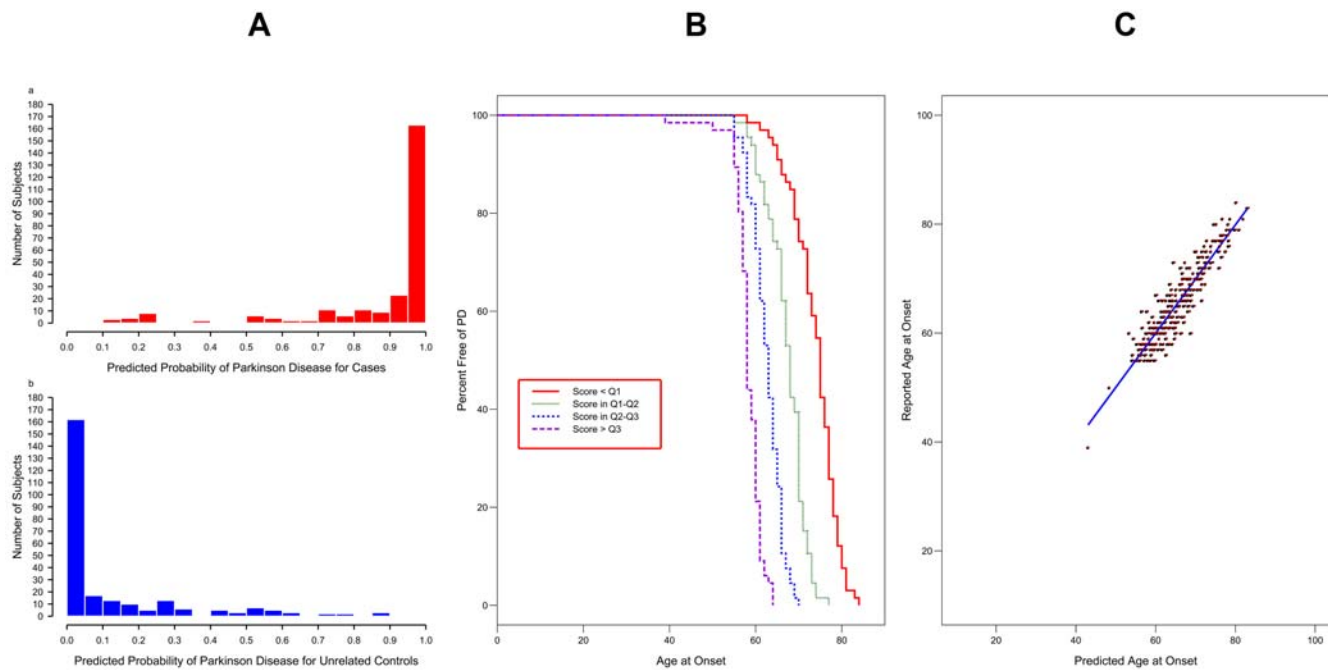 A
B
C
a
180
170
160
150
140
130
120
110
100
90
80
70
60
50
40
30
20
10
0
Number of Subjects
0.0 0.1 0.2 0.3 0.4 0.5 0.6 0.7 0.8 0.9 1.0
Predicted Probability of Parkinson Disease for Cases
b
180
170
160
150
140
130
120
110
100
90
80
70
60
50
40
30
20
10
0
Number of Subjects
0.0 0.1 0.2 0.3 0.4 0.5 0.6 0.7 0.8 0.9 1.0
Predicted Probability of Parkinson Disease for Unrelated Controls
100
80
60
40
20
0
Percent Free of PD
Score < Q1
Score in Q1-Q2
Score in Q2-Q3
Score > Q3
0 20 40 60 80
Age at Onset
100
80
60
40
20
Reported Age at Onset
20 40 60 80 100
Predicted Age at Onset